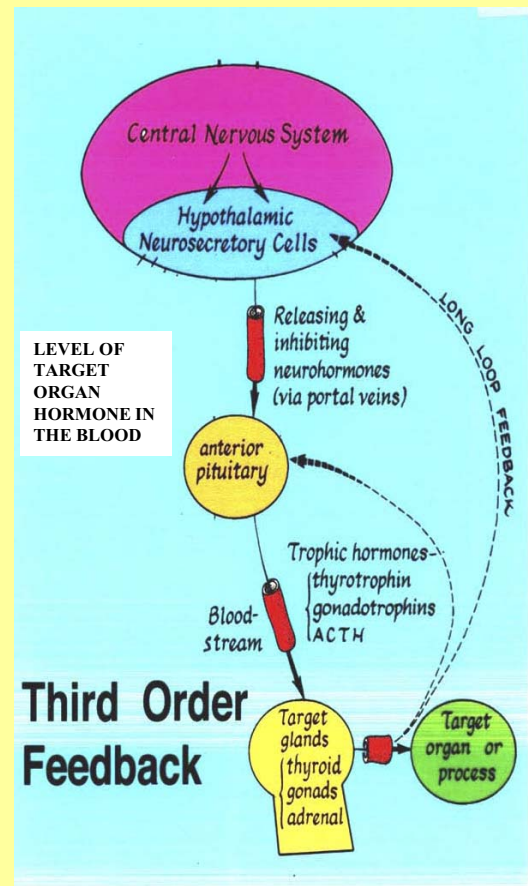 Central Nervous System
Hypothalamic
Neurosecretory Cells
Releasing &
inhibiting
neurohormones
(via portal veins)
LONG LOOP FEEDBACK
LEVEL OF
TARGET
ORGAN
HORMONE IN
THE BLOOD
anterior
pituitary
Trophic hormones-
thyrotrophin
gonadotrophins
ACTH
Blood-
stream
Third Order
Feedback
Target
glands
thyroid
gonads
adrenal
Target
organ or
process